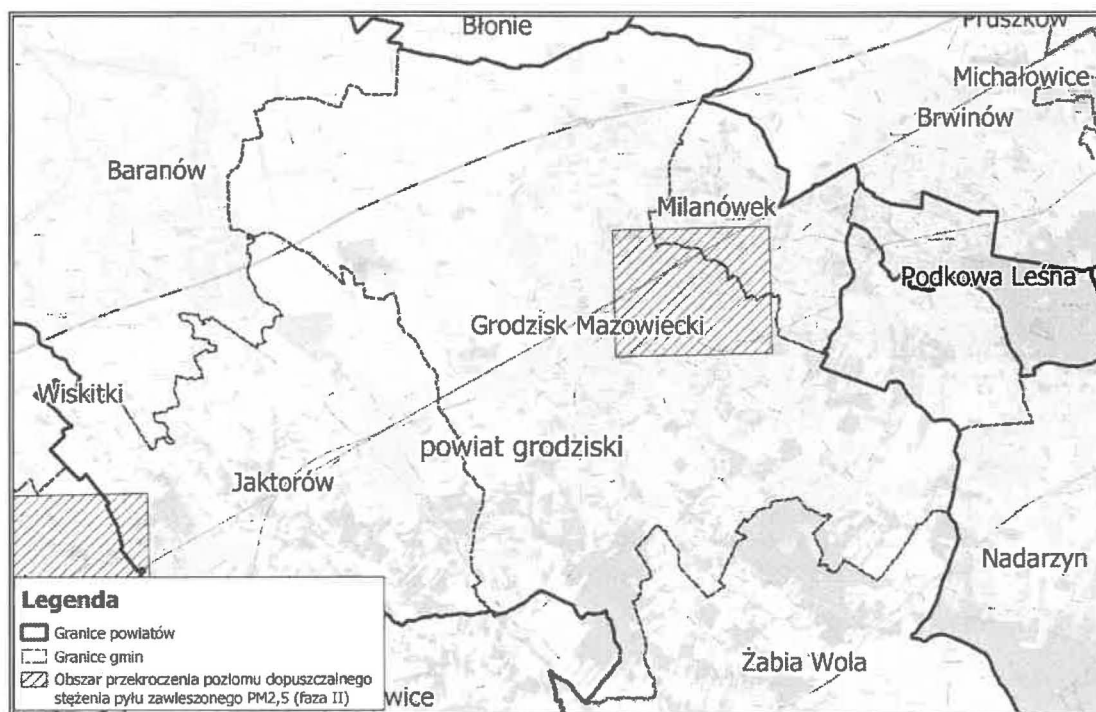 Błonie
Pruszków
Michałowice
Brwinów
Baranów
Milanówek
Podkowa Leśna
Grodzisk Mazowiecki
Wiskitki
powiat grodziski
Jaktorów
Nadarzyn
Legenda
Granice powiatów
Granice gmin
Obszar przekroczenia poziomu dopuszczalnego
stężenia pyłu zawieszonego PM2,5 (faza II)
Żabia Wola
wice